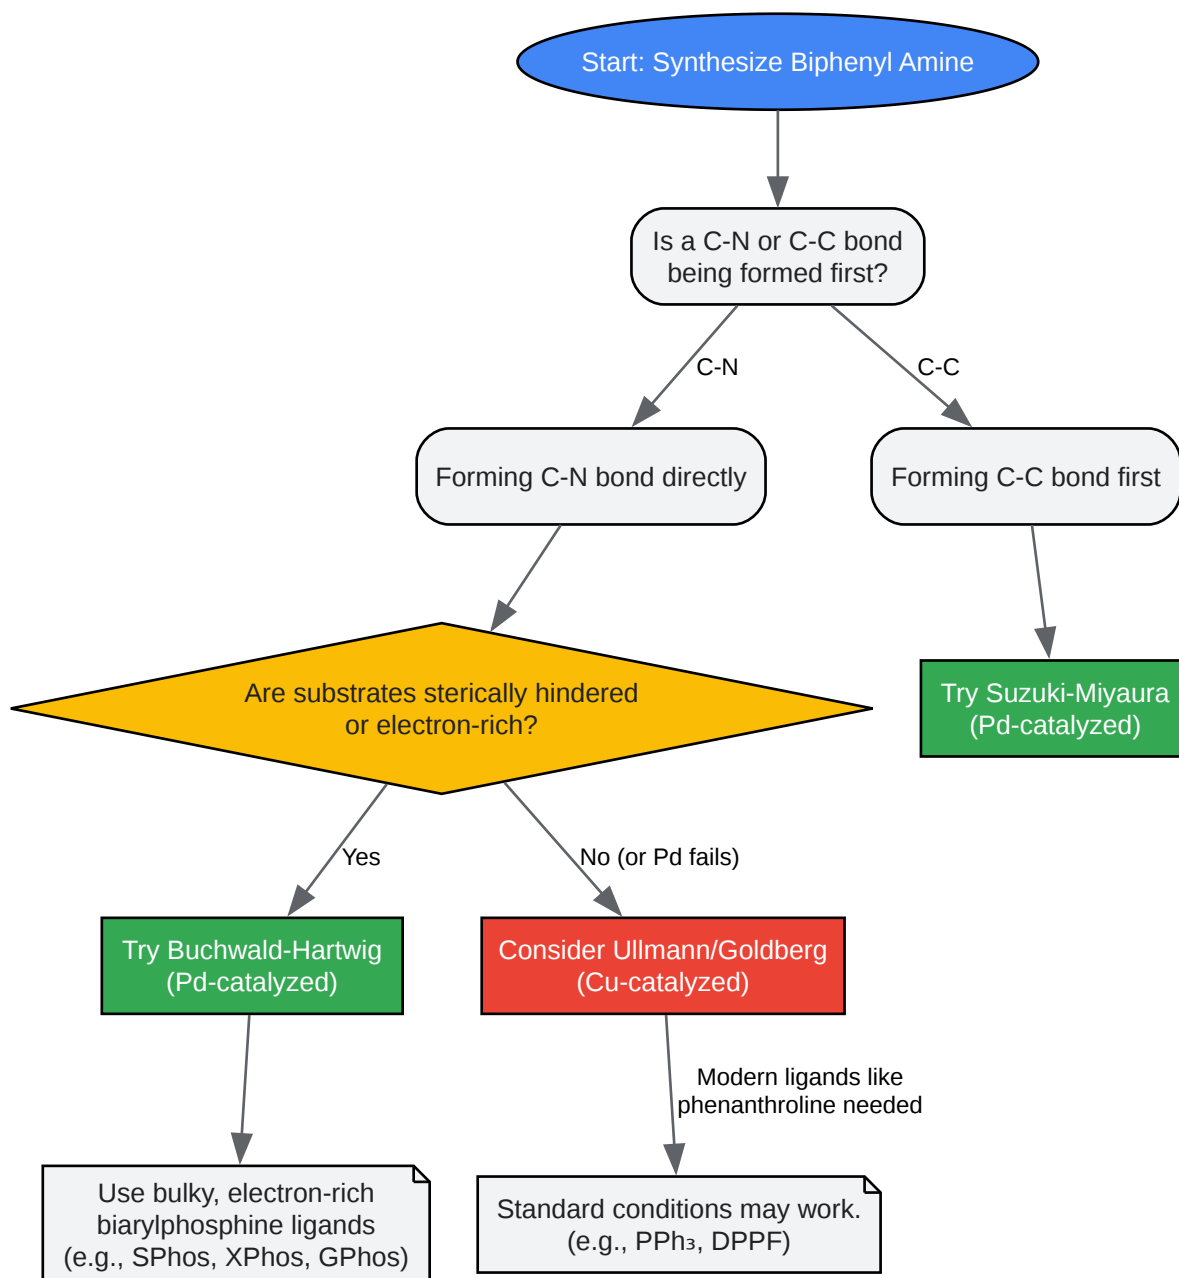 Start: Synthesize Biphenyl Amine
Is a C-N or C-C bond
being formed first?
C-N
C-C
Forming C-N bond directly
Forming C-C bond first
Are substrates sterically hindered
or electron-rich?
Try Suzuki-Miyaura
(Pd-catalyzed)
Yes
No (or Pd fails)
Try Buchwald-Hartwig
(Pd-catalyzed)
Consider Ullmann/Goldberg
(Cu-catalyzed)
Modern ligands like
phenanthroline needed
Use bulky, electron-rich
biarylphosphine ligands
(e.g., SPhos, XPhos, GPhos)
Standard conditions may work.
(e.g., PPh₃, DPPF)